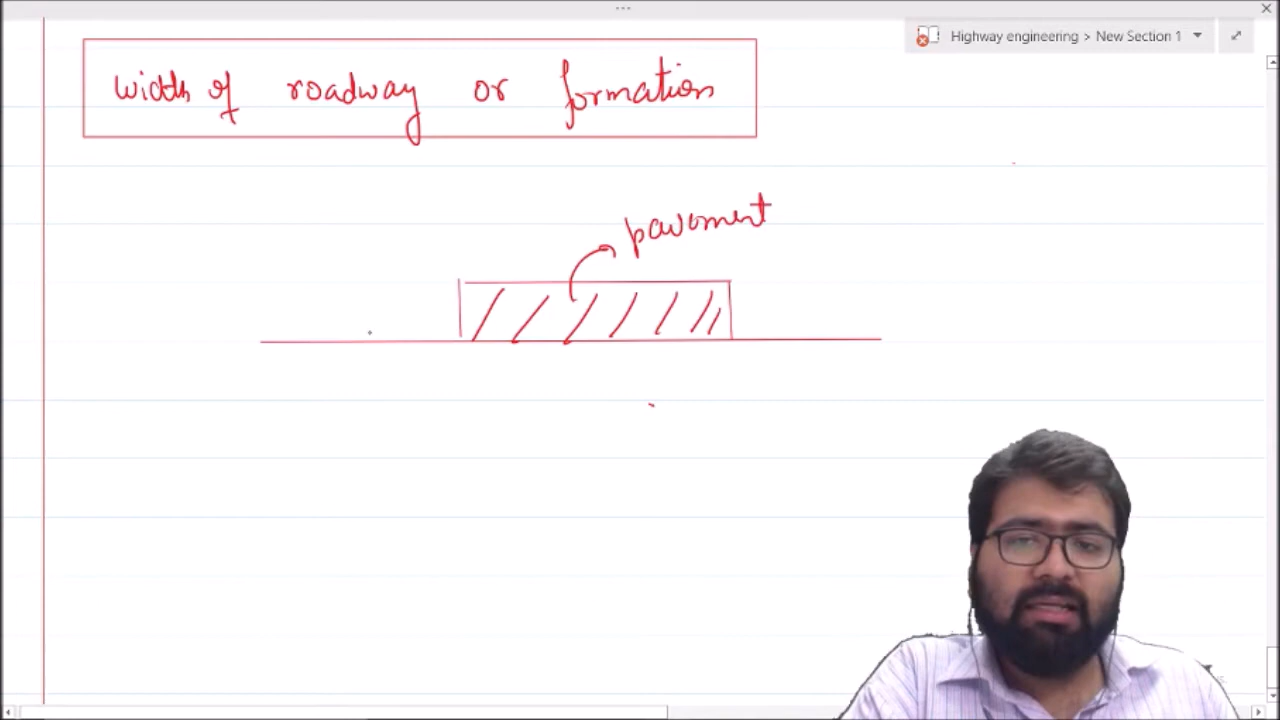 Highway engineering > New Section 1
width of roadway or formation
pavement